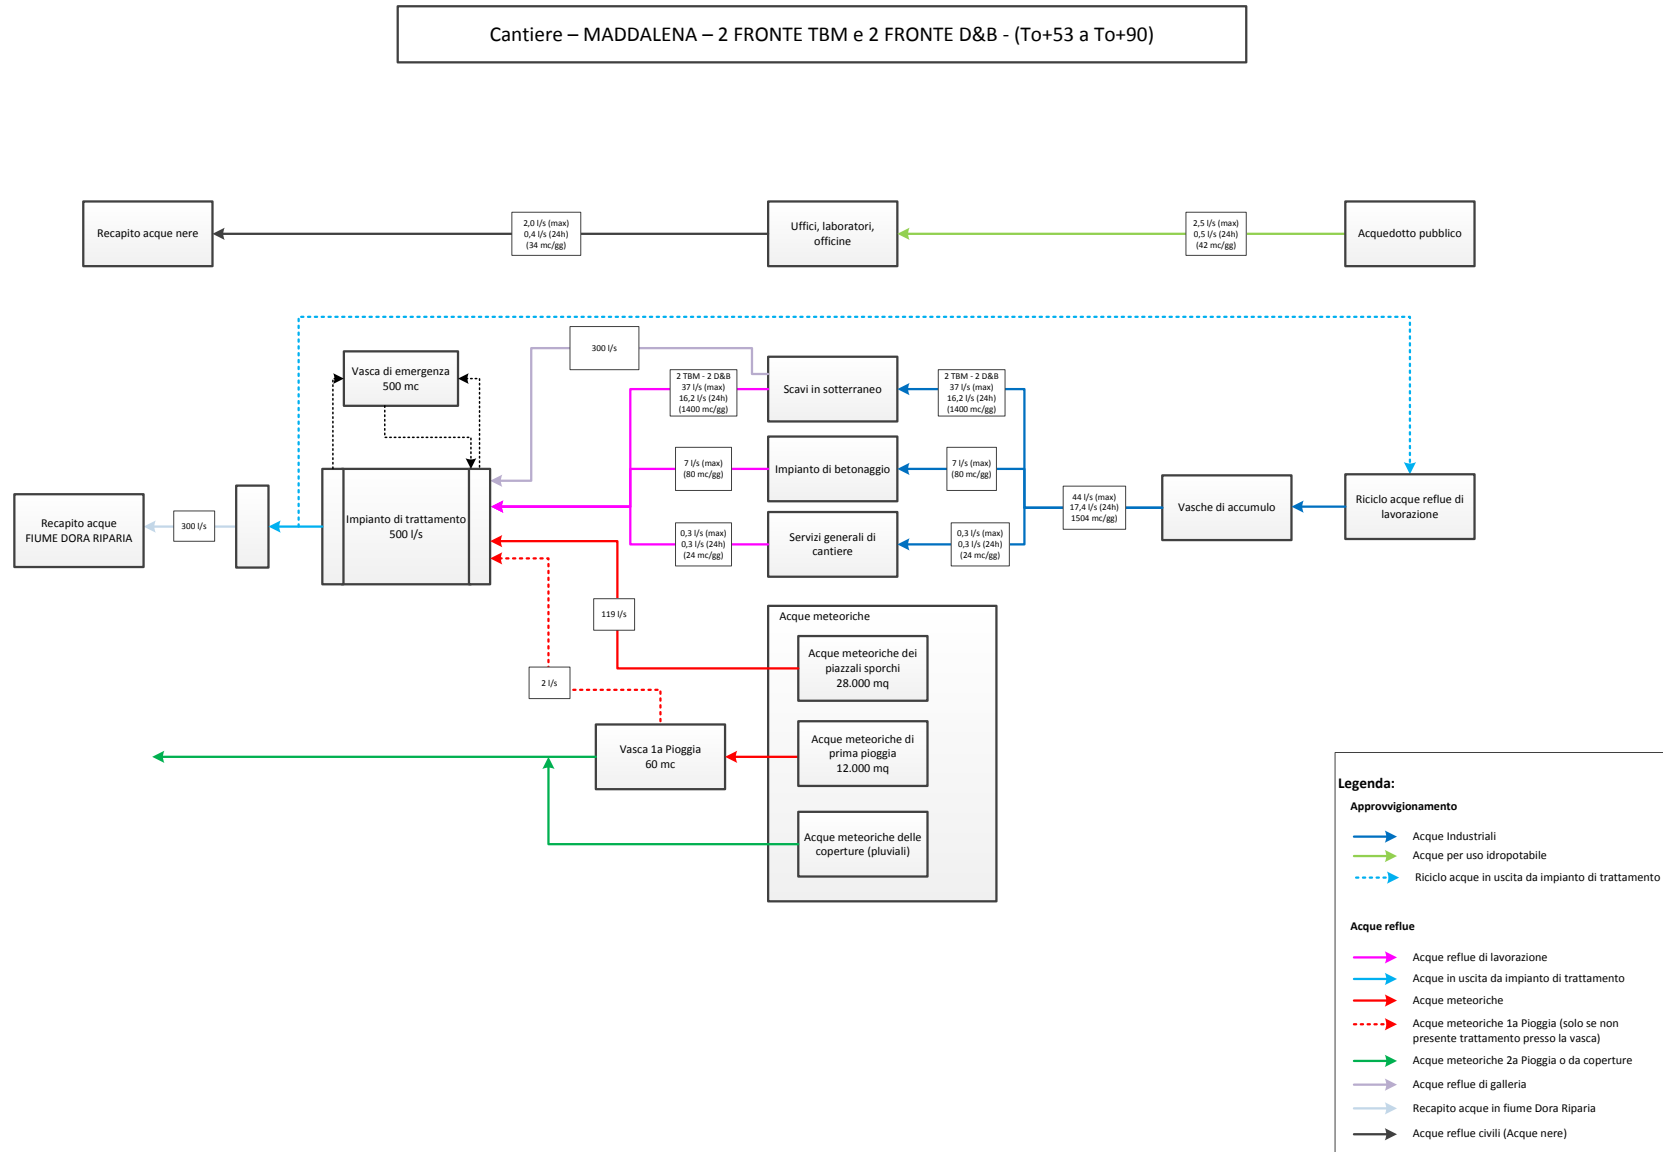 Cantiere – MADDALENA – 2 FRONTE TBM e 2 FRONTE D&B - (To+53 a To+90)
Recapito acque nere
2,0 l/s (max)
0,4 l/s (24h)
(34 mc/gg)
Uffici, laboratori,
officine
2,5 l/s (max)
0,5 l/s (24h)
(42 mc/gg)
Acquedotto pubblico
300 l/s
Vasca di emergenza
500 mc
2 TBM - 2 D&B
37 l/s (max)
16,2 l/s (24h)
(1400 mc/gg)
Scavi in sotterraneo
2 TBM - 2 D&B
37 l/s (max)
16,2 l/s (24h)
(1400 mc/gg)
7 l/s (max)
(80 mc/gg)
Impianto di betonaggio
7 l/s (max)
(80 mc/gg)
Recapito acque
FIUME DORA RIPARIA
300 l/s
Impianto di trattamento
500 l/s
0,3 l/s (max)
0,3 l/s (24h)
(24 mc/gg)
Servizi generali di
cantiere
0,3 l/s (max)
0,3 l/s (24h)
(24 mc/gg)
44 l/s (max)
17,4 l/s (24h)
1504 mc/gg)
Vasche di accumulo
Riciclo acque reflue di
lavorazione
119 l/s
Acque meteoriche
Acque meteoriche dei
piazzali sporchi
28.000 mq
2 l/s
Vasca 1a Pioggia
60 mc
Acque meteoriche di
prima pioggia
12.000 mq
Acque meteoriche delle
coperture (pluviali)
Legenda:
Approvvigionamento
Acque Industriali
Acque per uso idropotabile
Riciclo acque in uscita da impianto di trattamento
Acque reflue
Acque reflue di lavorazione
Acque in uscita da impianto di trattamento
Acque meteoriche
Acque meteoriche 1a Pioggia (solo se non
presente trattamento presso la vasca)
Acque meteoriche 2a Pioggia o da coperture
Acque reflue di galleria
Recapito acque in fiume Dora Riparia
Acque reflue civili (Acque nere)